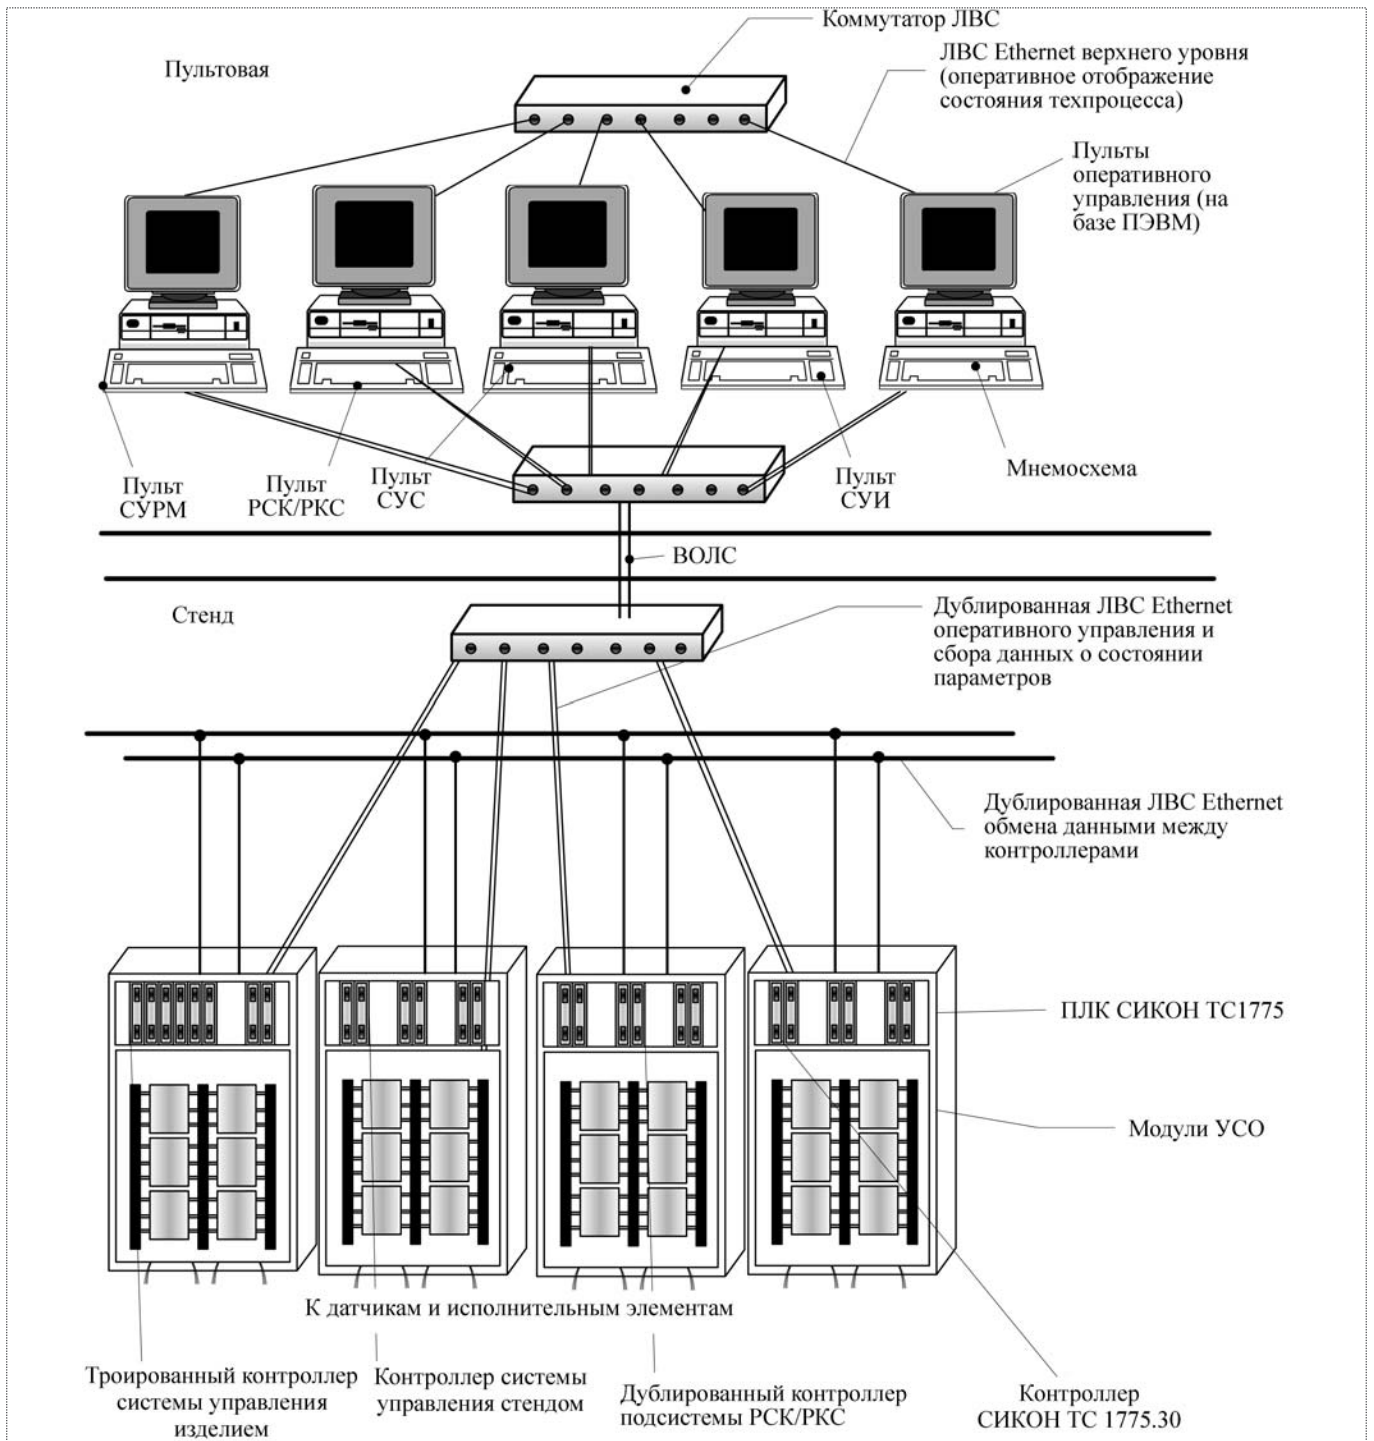 Коммутатор ЛВС
Пультовая
ЛВС Ethernet верхнего уровня
(оперативное отображение
состояния техпроцесса)
Пульты
оперативного
управления (на
базе ПЭВМ)
Пульт
СУРМ
Пульт
РСК/РКС
Пульт
СУС
Пульт
СУИ
Мнемосхема
ВОЛС
Стенд
Дублированная ЛВС Ethernet
оперативного управления и
сбора данных о состоянии
параметров
Дублированная ЛВС Ethernet
обмена данными между
контроллерами
ПЛК СИКОН ТС1775
Модули УСО
К датчикам и исполнительным элементам
Троированный контроллер
системы управления
изделием
Контроллер системы
управления стендом
Дублированный контроллер
подсистемы РСК/РКС
Контроллер
СИКОН ТС 1775.30